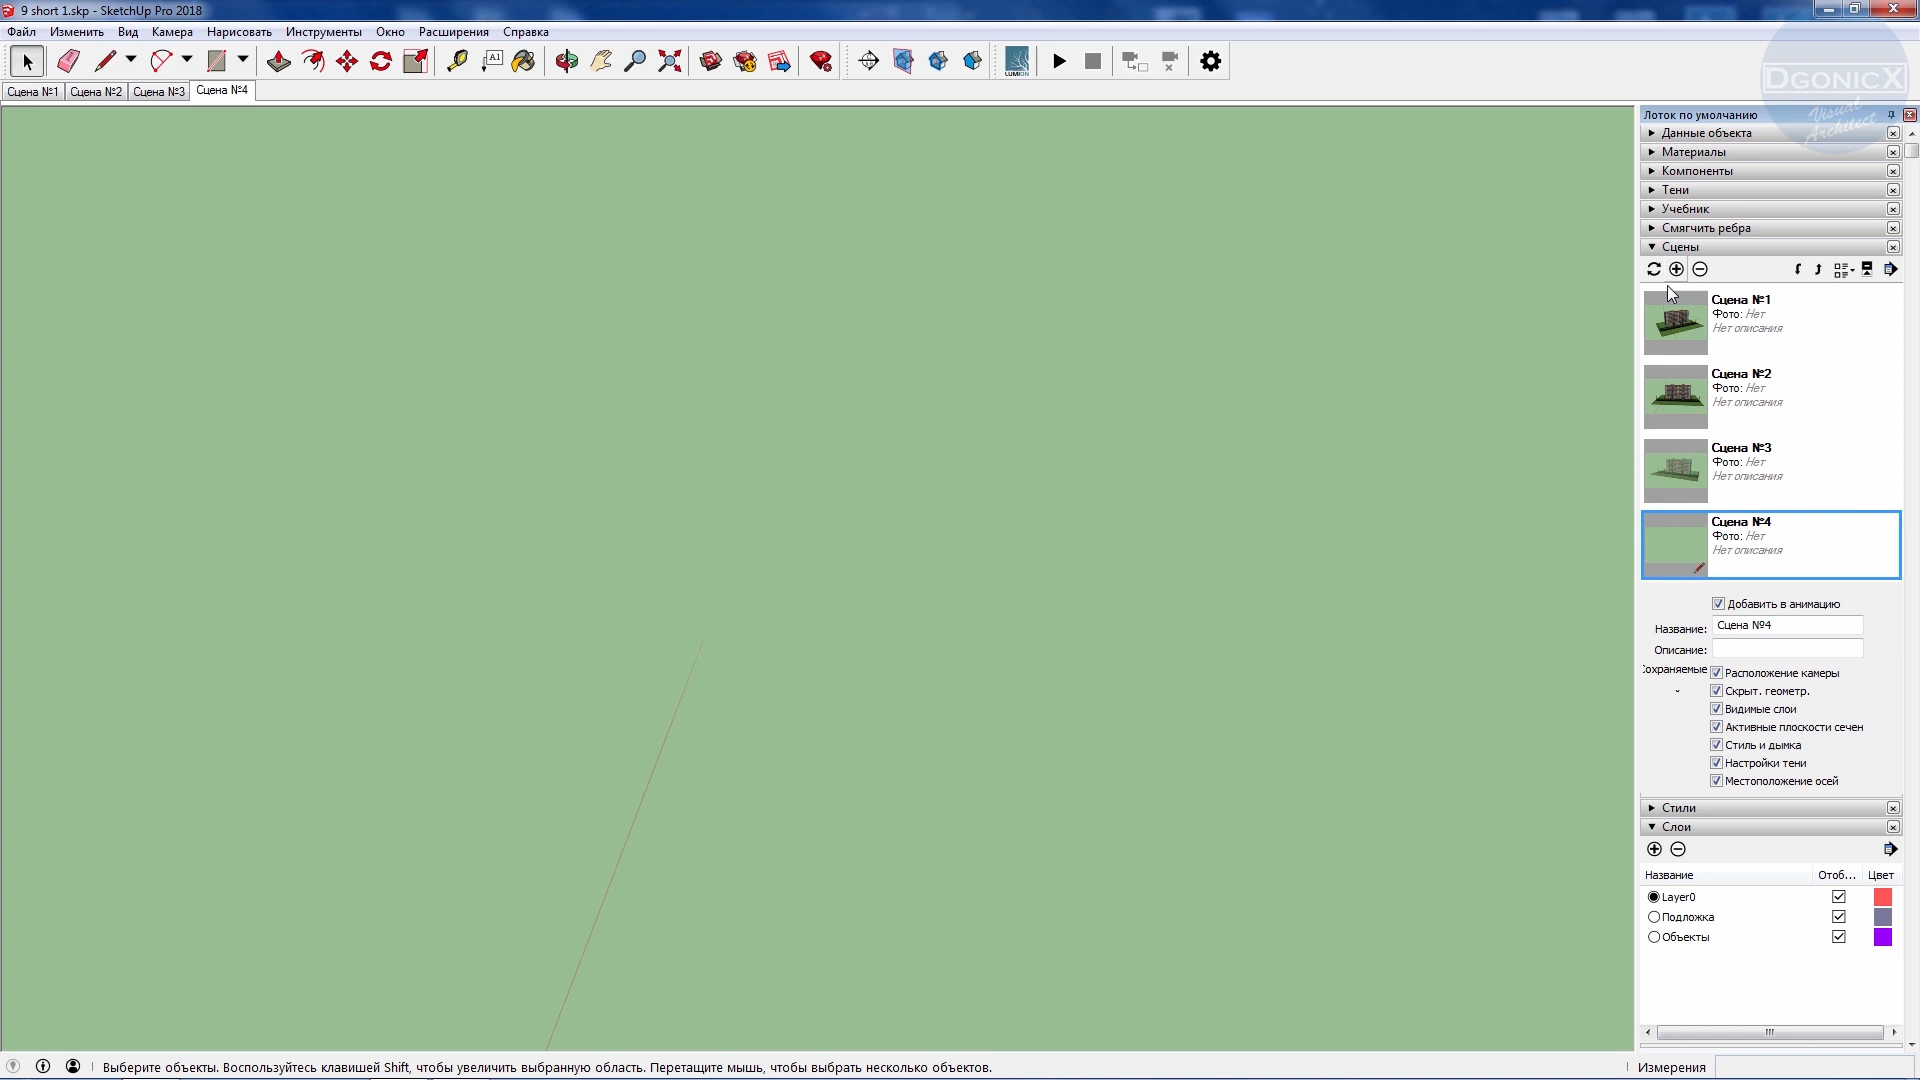 9 short 1.skp - SketchUp Pro 2018
Файл Изменить Вид Камера Нарисовать Инструменты Окно Расширения Справка
A1
LUMION
DGONICX
Visual
Architect
Сцена №1 Сцена №2 Сцена №3 Сцена №4
Лоток по умолчанию
Данные объекта
Материалы
Компоненты
Тени
Учебник
Смягчить ребра
Сцены
Сцена №1
Фото: Нет
Нет описания
Сцена №2
Фото: Нет
Нет описания
Сцена №3
Фото: Нет
Нет описания
Сцена №4
Фото: Нет
Нет описания
Добавить в анимацию
Название: Сцена №4
Описание:
Сохраняемые Расположение камеры
Скрыт. геометр.
Видимые слои
Активные плоскости сечен
Стиль и дымка
Настройки тени
Местоположение осей
Стили
Слои
Название Отоб... Цвет
Layer0
Подложка
Объекты
Выберите объекты. Воспользуйтесь клавишей Shift, чтобы увеличить выбранную область. Перетащите мышь, чтобы выбрать несколько объектов. Измерения